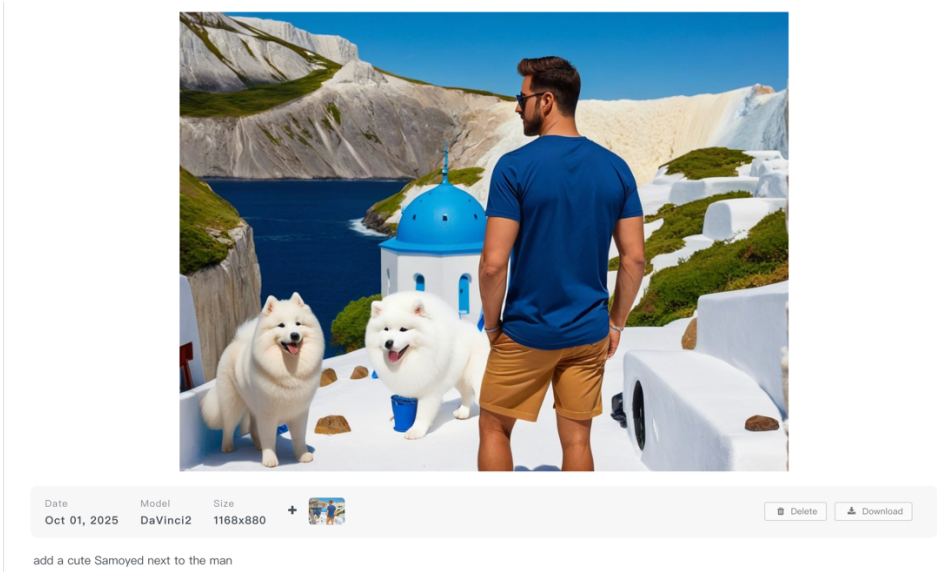 Date Model Size
Oct 01, 2025 DaVinci2 1168x880 +
Delete Download
add a cute Samoyed next to the man